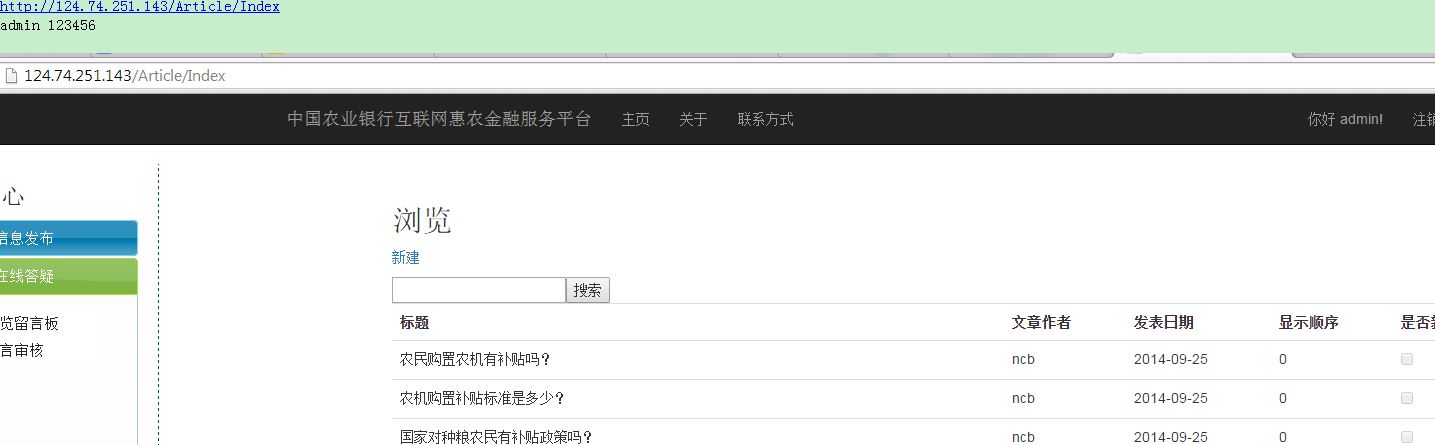 http://124.74.251.143/Article/Index
admin 123456
124.74.251.143/Article/Index
中国农业银行互联网惠农金融服务平台 主页 关于 联系方式 你好 admin! 注销
心
信息发布
在线答疑
览留言板
言审核
浏览
新建
搜索
标题 文章作者 发表日期 显示顺序 是否
农民购置农机有补贴吗? ncb 2014-09-25 0
农机购置补贴标准是多少? ncb 2014-09-25 0
国家对种粮农民有补贴政策吗? ncb 2014-09-25 0